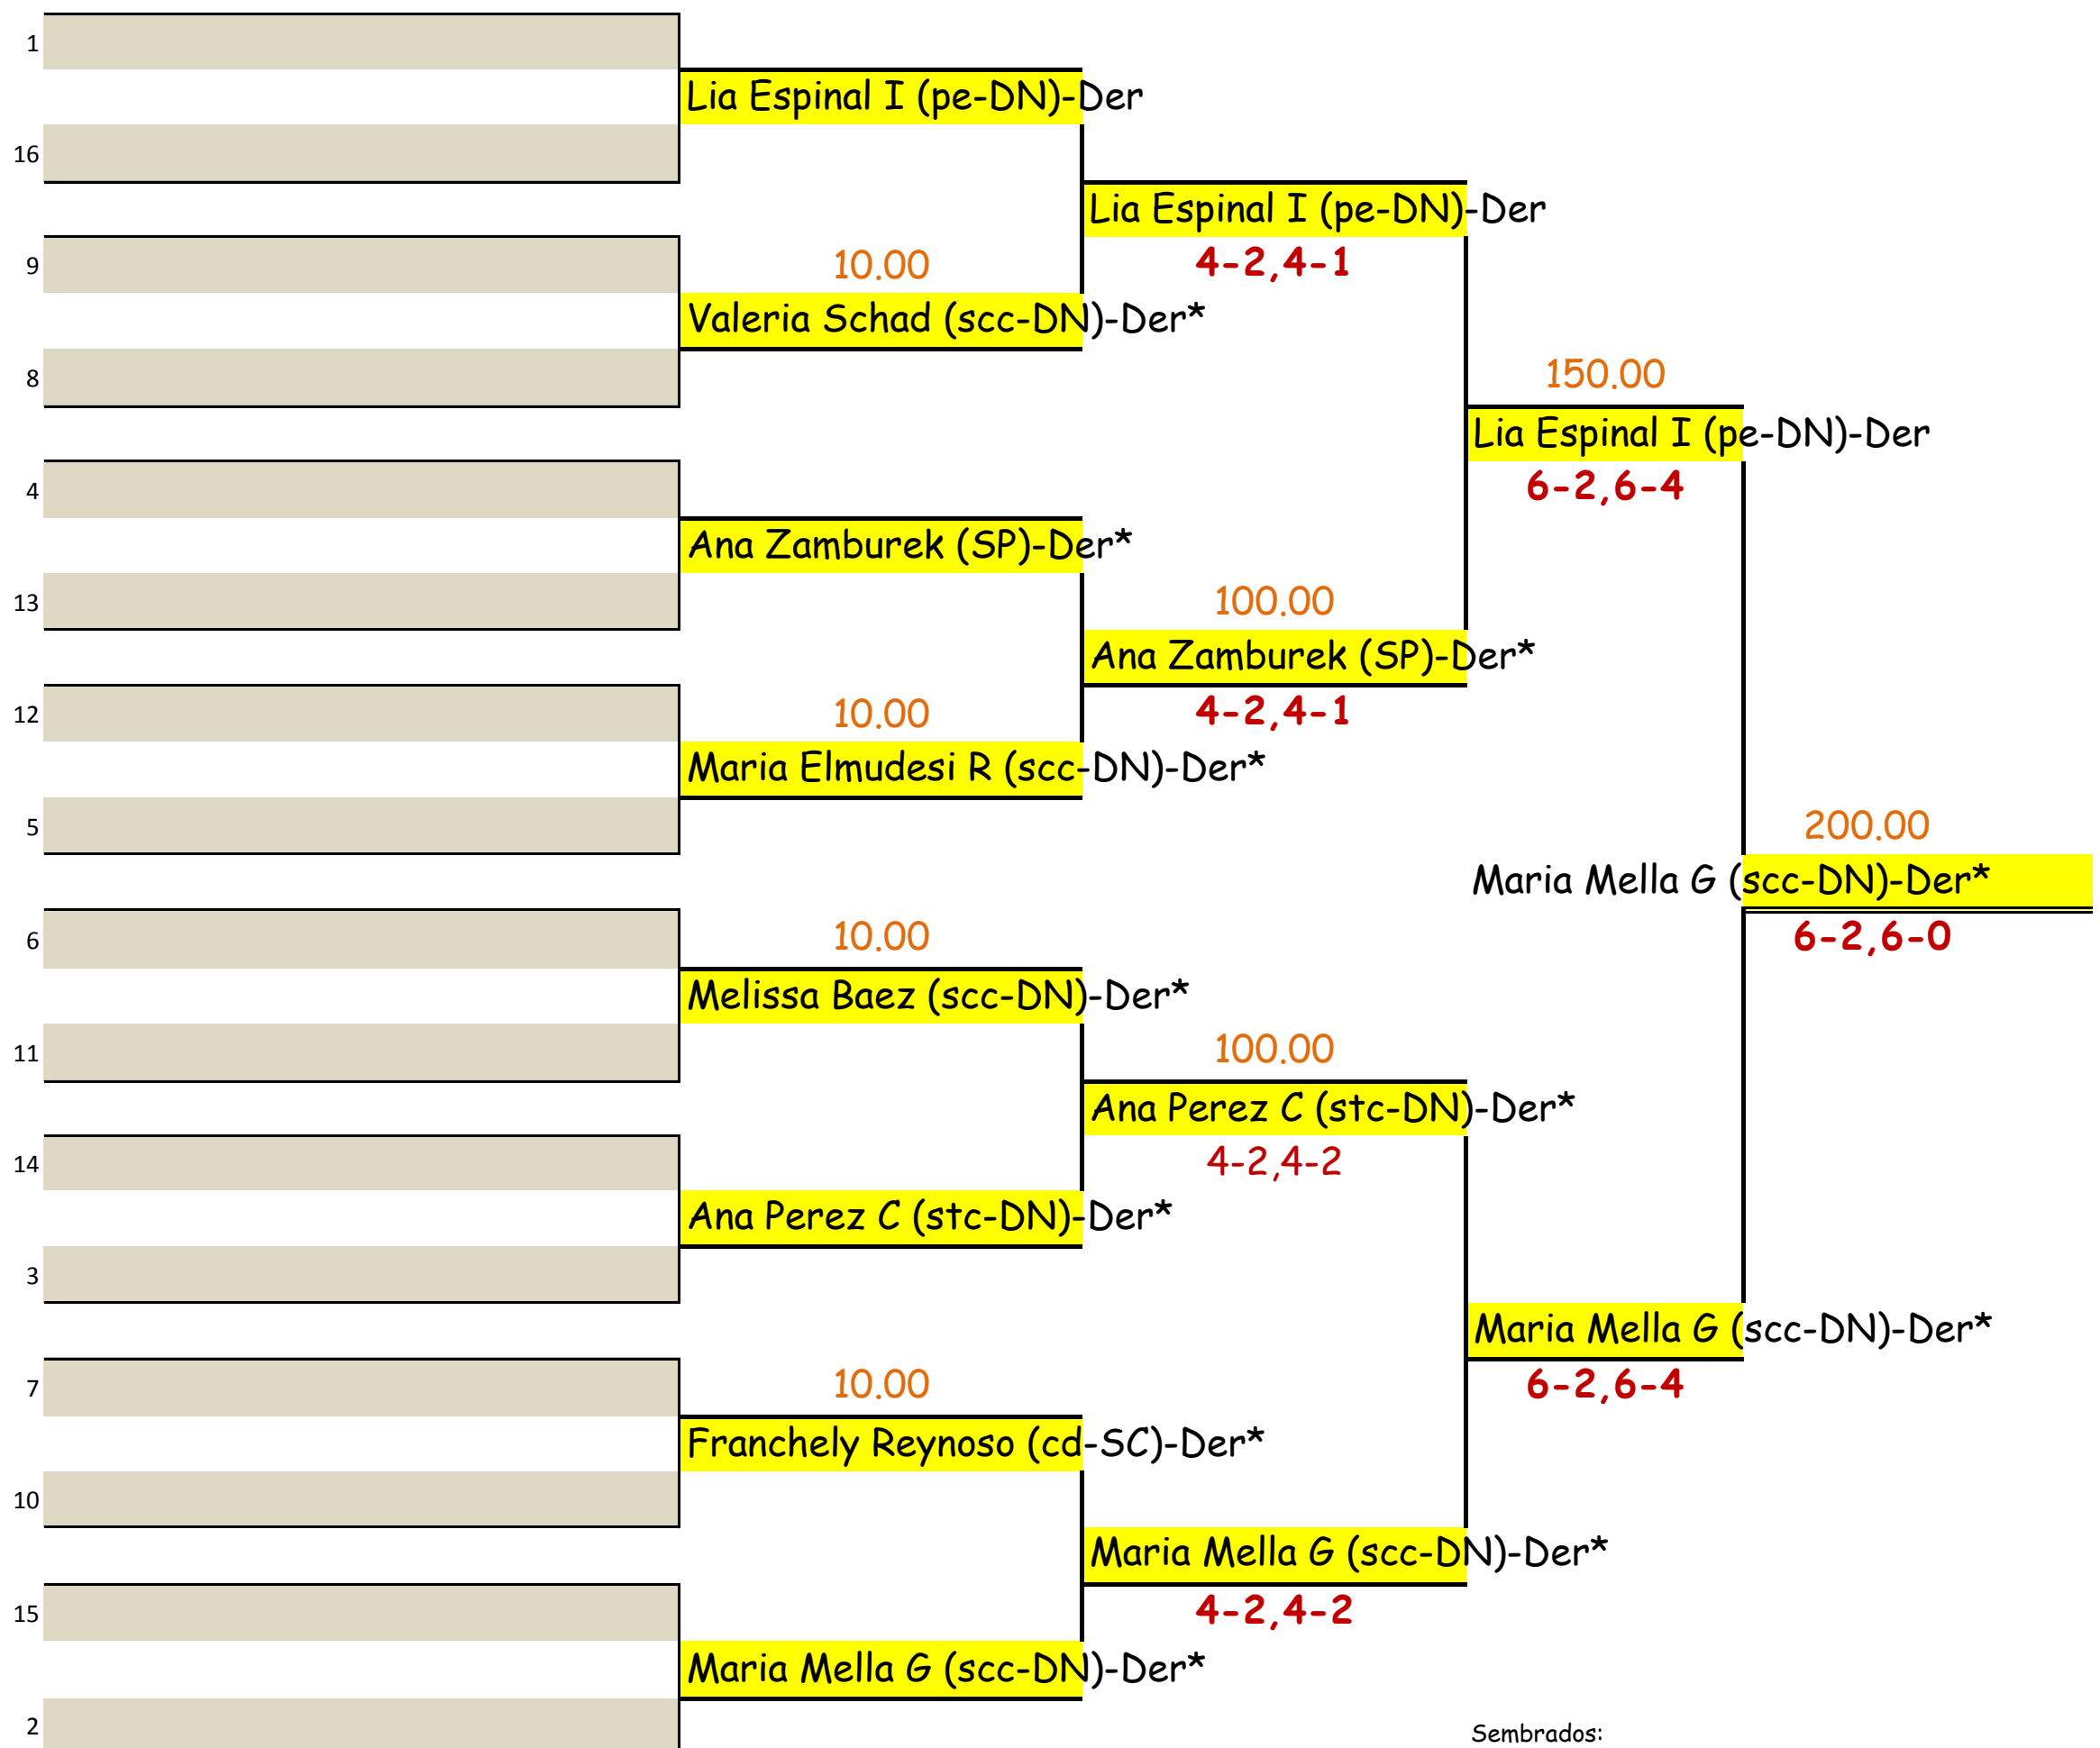 1
Lia Espinal I (pe-DN)-Der
16
Lia Espinal I (pe-DN)-Der
9
10.00
4-2,4-1
Valeria Schad (scc-DN)-Der*
8
150.00
Lia Espinal I (pe-DN)-Der
4
6-2,6-4
Ana Zamburek (SP)-Der*
13
100.00
Ana Zamburek (SP)-Der*
12
10.00
4-2,4-1
Maria Elmudesi R (scc-DN)-Der*
5
200.00
Maria Mella G (scc-DN)-Der*
6
10.00
6-2,6-0
Melissa Baez (scc-DN)-Der*
11
100.00
Ana Perez C (stc-DN)-Der*
14
4-2,4-2
Ana Perez C (stc-DN)-Der*
3
Maria Mella G (scc-DN)-Der*
7
10.00
6-2,6-4
Franchely Reynoso (cd-SC)-Der*
10
Maria Mella G (scc-DN)-Der*
15
4-2,4-2
Maria Mella G (scc-DN)-Der*
2
Sembrados: